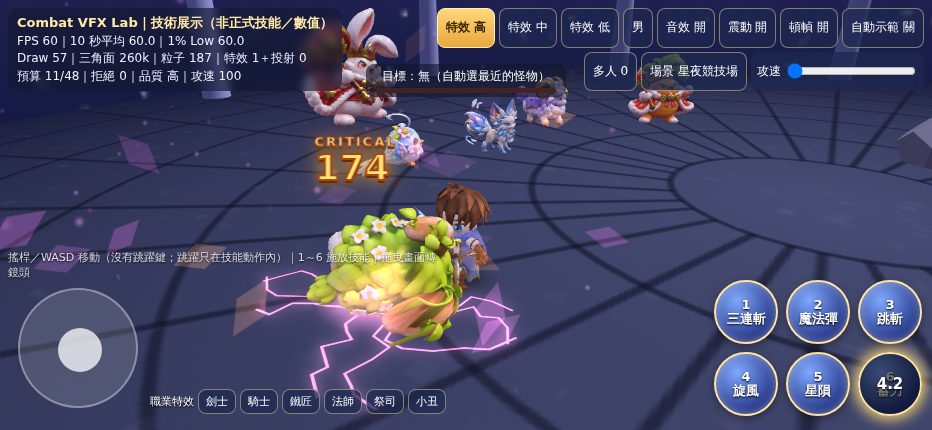 Combat VFX Lab｜技術展示（非正式技能／數值）
FPS 60｜10 秒平均 60.0｜1% Low 60.0
Draw 57｜三角面 260k｜粒子 187｜特效 1＋投射 0
預算 11/48｜拒絕 0｜品質 高｜攻速 100
特效 高
特效 中
特效 低
男
音效 開
震動 開
頓幀 開
自動示範 關
目標：無（自動選最近的怪物）
多人 0
場景 星夜競技場
攻速
CRITICAL
174
搖桿／WASD 移動（沒有跳躍鍵；跳躍只在技能動作內）｜1～6 施放技能｜拖曳畫面轉
鏡頭
1
三連斬
2
魔法彈
3
跳斬
4
旋風
5
星隕
6
4.2
職業特效
劍士
騎士
鐵匠
法師
祭司
小丑